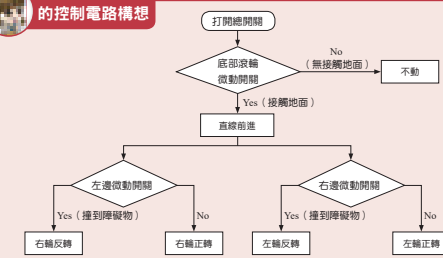 的控制電路構想
打開總開關
底部滾輪
微動開關
No
（無接觸地面）
不動
Yes（接觸地面）
直線前進
左邊微動開關
右邊微動開關
Yes（撞到障礙物）
No
Yes（撞到障礙物）
No
右輪反轉
右輪正轉
左輪反轉
左輪正轉